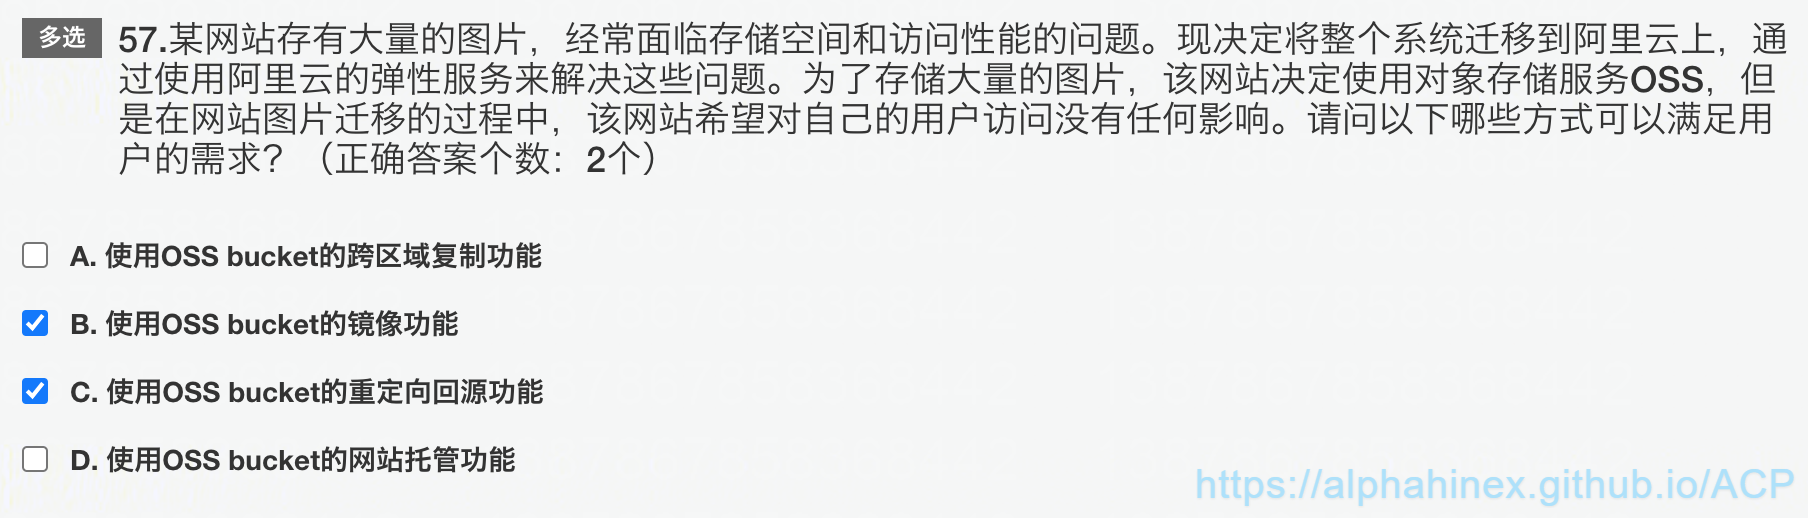 多选
57.某网站存有大量的图片，经常面临存储空间和访问性能的问题。现决定将整个系统迁移到阿里云上，通
过使用阿里云的弹性服务来解决这些问题。为了存储大量的图片，该网站决定使用对象存储服务OSS，但
是在网站图片迁移的过程中，该网站希望对自己的用户访问没有任何影响。请问以下哪些方式可以满足用
户的需求？（正确答案个数：2个）
A. 使用OSS bucket的跨区域复制功能
B. 使用OSS bucket的镜像功能
C. 使用OSS bucket的重定向回源功能
D. 使用OSS bucket的网站托管功能
https://alphahinex.github.io/ACP